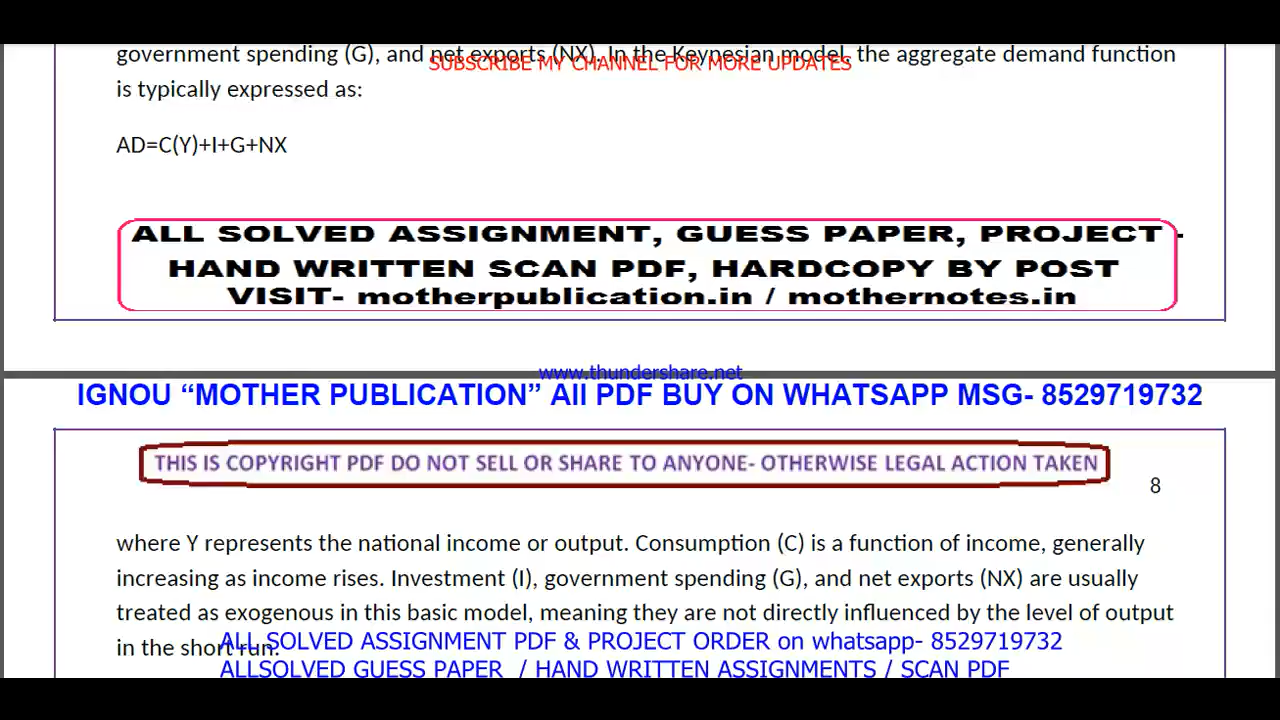 government spending (G), and net exports (NX). In the Keynesian model, the aggregate demand function
SUBSCRIBE MY CHANNEL FOR MORE UPDATES
is typically expressed as:
AD=C(Y)+I+G+NX
ALL SOLVED ASSIGNMENT, GUESS PAPER, PROJECT -
HAND WRITTEN SCAN PDF, HARDCOPY BY POST
VISIT- motherpublication.in / mothernotes.in
www.thundershare.net
IGNOU “MOTHER PUBLICATION” All PDF BUY ON WHATSAPP MSG- 8529719732
THIS IS COPYRIGHT PDF DO NOT SELL OR SHARE TO ANYONE- OTHERWISE LEGAL ACTION TAKEN
8
where Y represents the national income or output. Consumption (C) is a function of income, generally
increasing as income rises. Investment (I), government spending (G), and net exports (NX) are usually
treated as exogenous in this basic model, meaning they are not directly influenced by the level of output
in the short run.
ALL SOLVED ASSIGNMENT PDF & PROJECT ORDER on whatsapp- 8529719732
ALLSOLVED GUESS PAPER / HAND WRITTEN ASSIGNMENTS / SCAN PDF